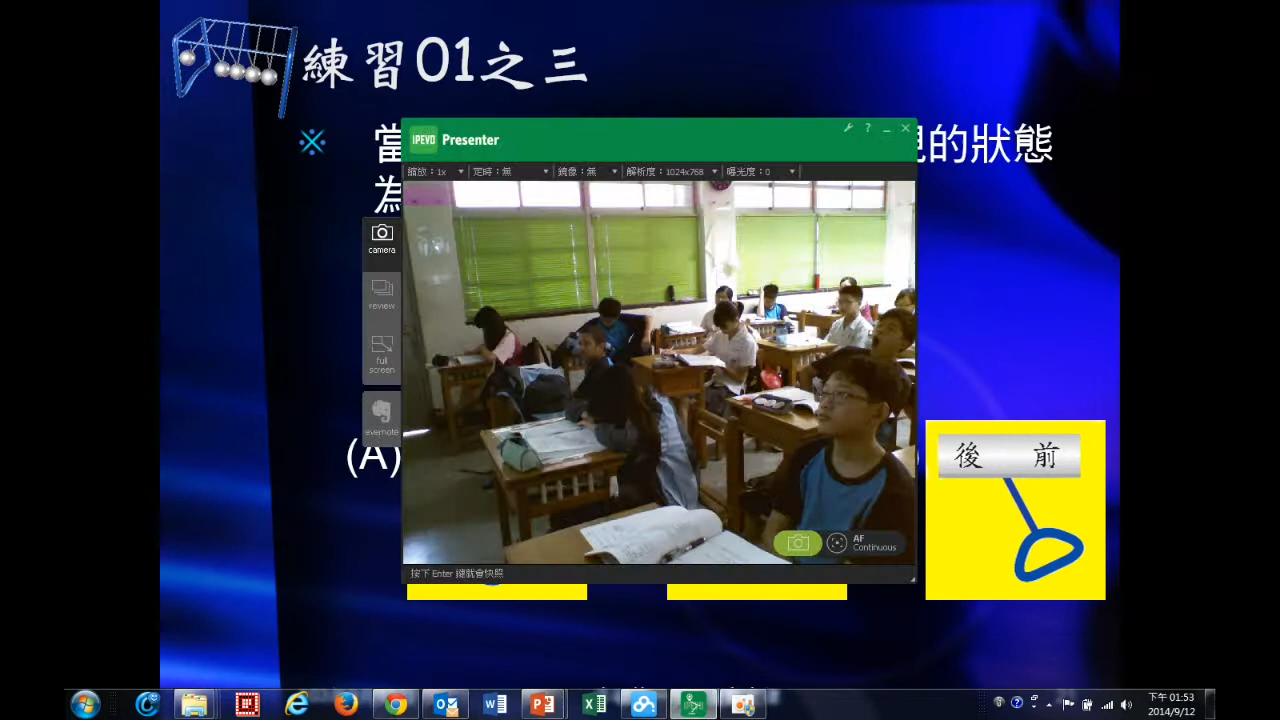 練習01之三
※ 當
現的狀態
為
IPEVO Presenter
縮放：1x 定時：無 鏡像：無 解析度：1024x768 曝光度：0
camera
review
full
screen
evernote
(A)
後 前
AF
Continuous
按下 Enter 鍵就會快照
下午 01:53
2014/9/12